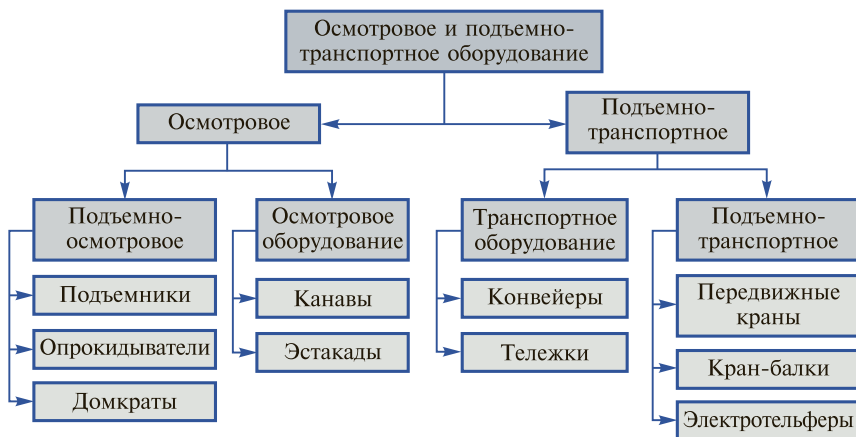 Осмотровое и подъемно-
транспортное оборудование
Осмотровое
Подъемно-
транспортное
Подъемно-
осмотровое
Подъемники
Опрокидыватели
Домкраты
Осмотровое
оборудование
Канавы
Эстакады
Транспортное
оборудование
Конвейеры
Тележки
Подъемно-
транспортное
Передвижные
краны
Кран-балки
Электротельферы